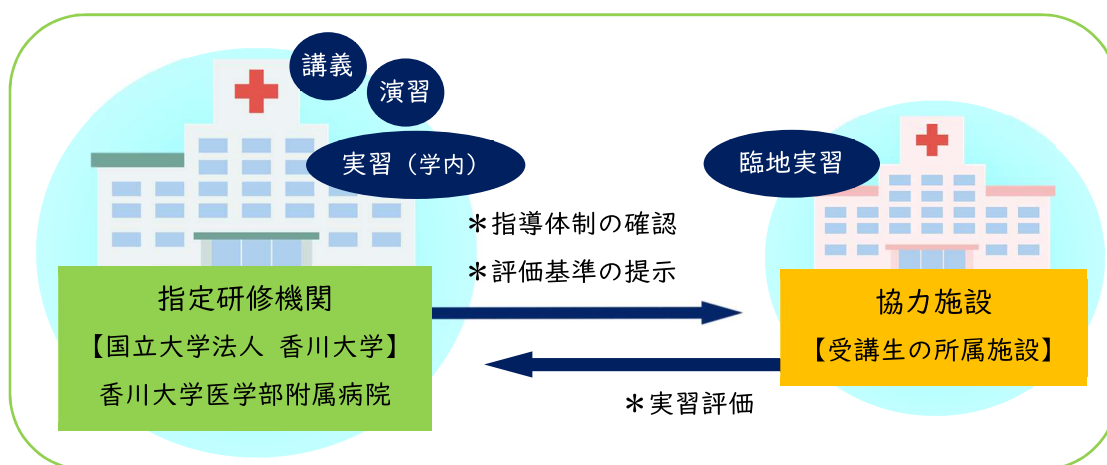 講義
演習
実習（学内）
臨地実習
＊指導体制の確認
＊評価基準の提示
指定研修機関
【国立大学法人 香川大学】
香川大学医学部附属病院
協力施設
【受講生の所属施設】
＊実習評価